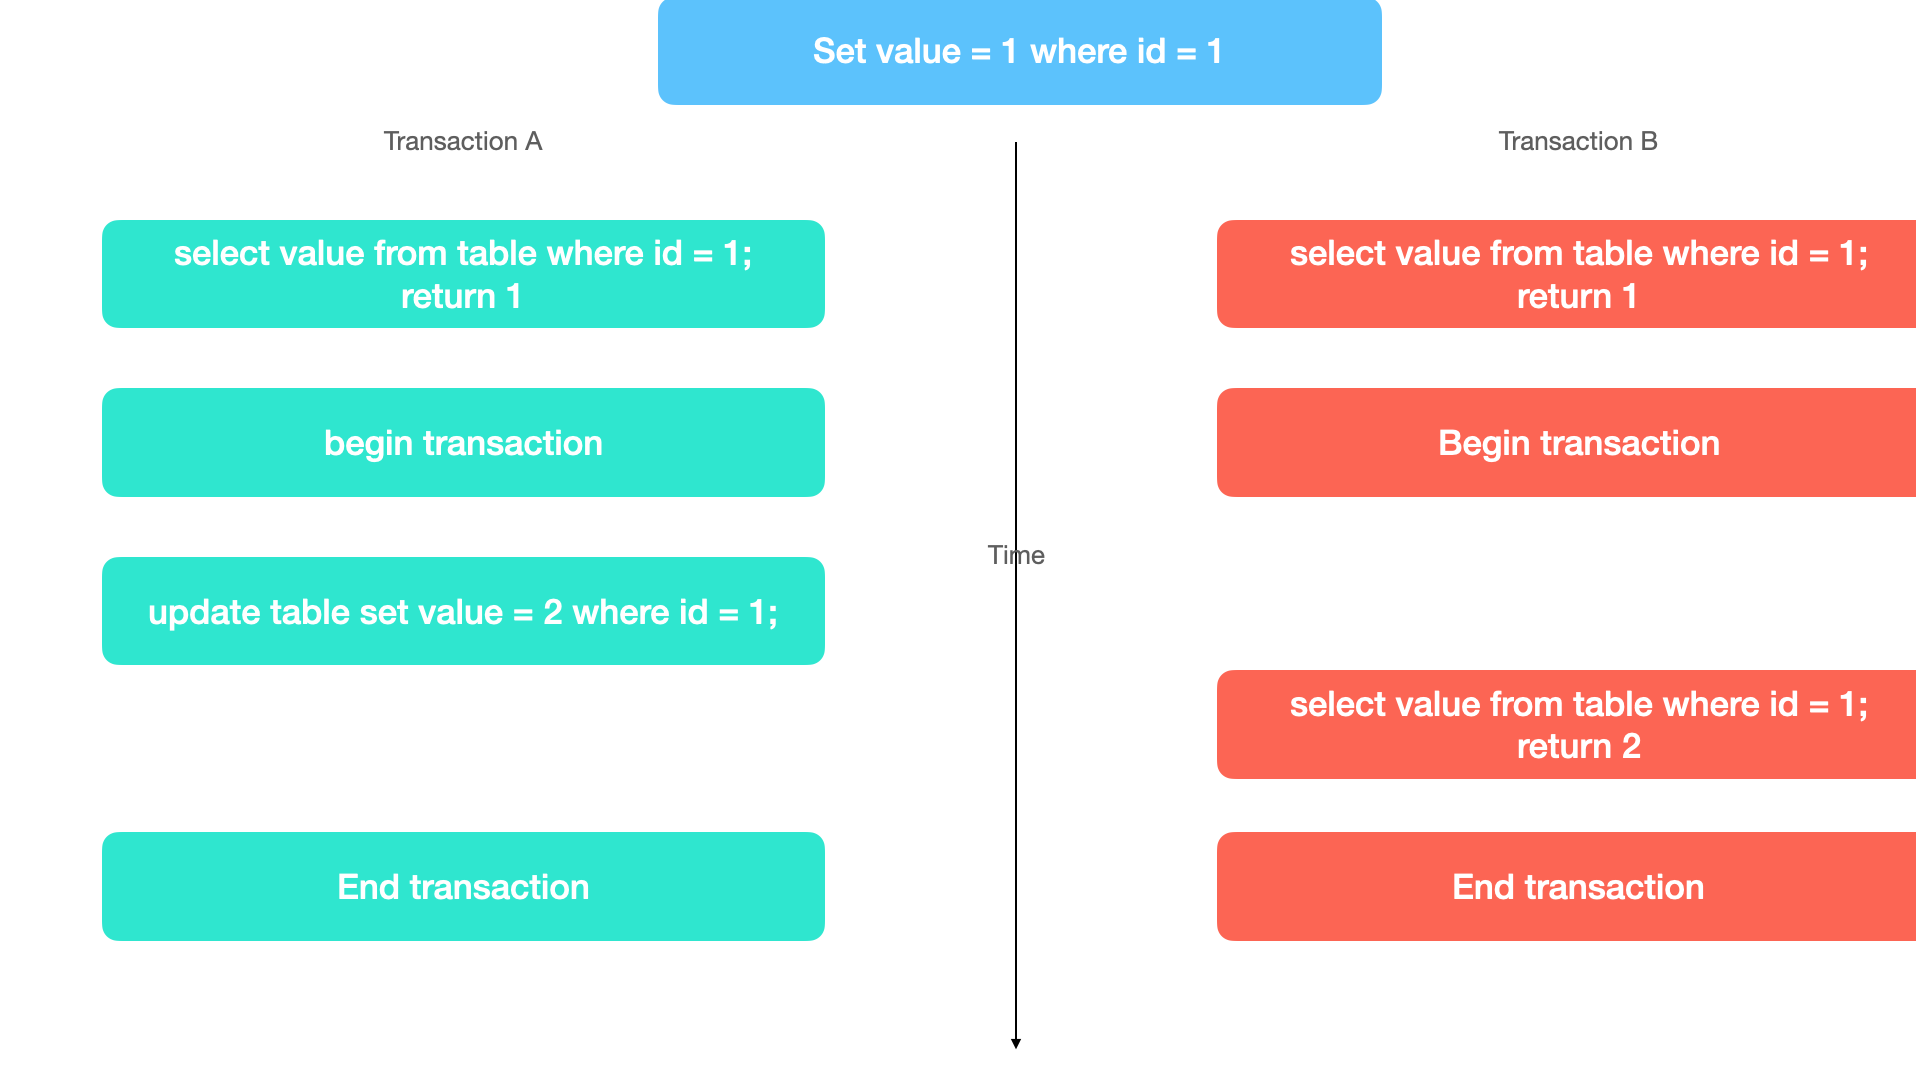 Set value = 1 where id = 1
Transaction A
Transaction B
select value from table where id = 1;
return 1
select value from table where id = 1;
return 1
begin transaction
Begin transaction
Time
update table set value = 2 where id = 1;
select value from table where id = 1;
return 2
End transaction
End transaction